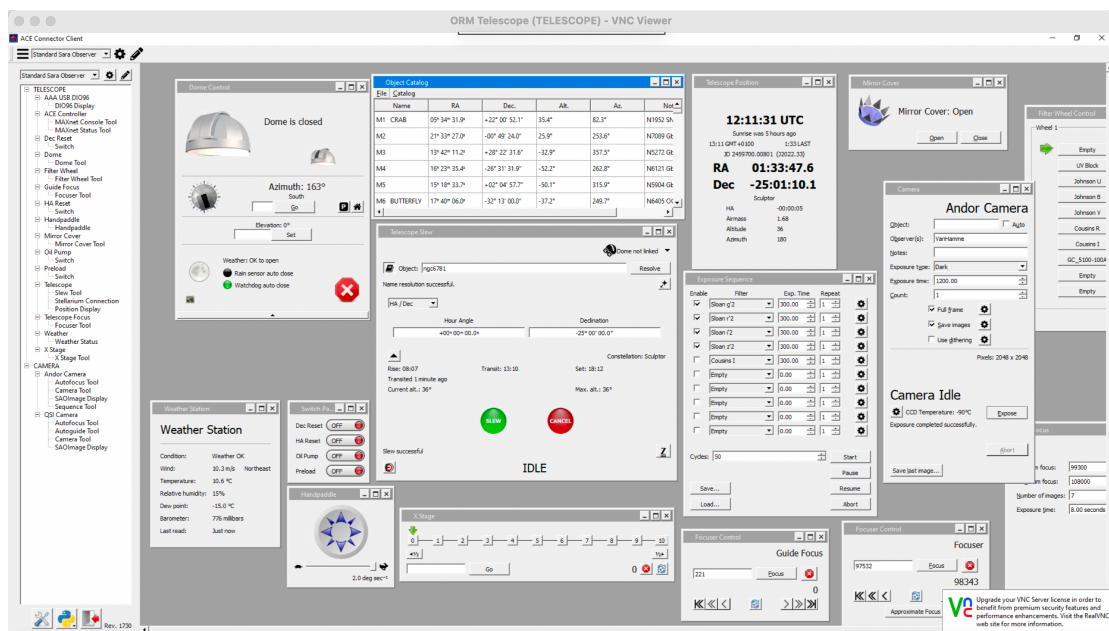 ORM Telescope (TELESCOPE) - VNC Viewer
ACE Connector Client
Standard Sara Observer
Standard Sara Observer
TELESCOPE
AAA USB DIO96
DIO96 Display
ACE Controller
MAXnet Console Tool
MAXnet Status Tool
Dec Reset
Switch
Dome
Dome Tool
Filter Wheel
Filter Wheel Tool
Guide Focus
Focuser Tool
HA Reset
Switch
Handpaddle
Handpaddle
Mirror Cover
Mirror Cover Tool
Oil Pump
Switch
Preload
Switch
Telescope
Slew Tool
Stellarium Connection
Position Display
Telescope Focus
Focuser Tool
Weather
Weather Status
X Stage
X Stage Tool
CAMERA
Andor Camera
Autofocus Tool
Camera Tool
SAOImage Display
Sequence Tool
QSI Camera
Autofocus Tool
Autoguide Tool
Camera Tool
SAOImage Display
Rev. 1730
Dome Control
Dome is closed
Azimuth: 163°
South
Go
P
Elevation: 0°
Set
Weather: OK to open
Rain sensor auto close
Watchdog auto close
Object Catalog
File Catalog
Name RA Dec. Alt. Az. Not
M1 CRAB 05ʰ 34ᵐ 31.9ˢ +22° 00' 52.1" 35.4° 82.3° N1952 SN
M2 21ʰ 33ᵐ 27.0ˢ -00° 49' 24.0" 25.9° 253.6° N7089 Gb
M3 13ʰ 42ᵐ 11.2ˢ +28° 22' 31.6" -32.9° 357.5° N5272 Gb
M4 16ʰ 23ᵐ 35.4ˢ -26° 31' 31.9" -52.2° 262.8° N6121 Gb
M5 15ʰ 18ᵐ 33.7ˢ +02° 04' 57.7" -50.1° 315.9° N5904 Gb
M6 BUTTERFLY 17ʰ 40ᵐ 06.0ˢ -32° 13' 00.0" -37.2° 249.7° N6405 OC
Telescope Slew
Dome not linked
Object: ngc6781 Resolve
Name resolution successful.
HA / Dec
Hour Angle Declination
+00ʰ 00ᵐ 00.0ˢ -25° 00' 00.0"
Constellation: Sculptor
Rise: 08:07 Transit: 13:10 Set: 18:12
Transited 1 minute ago
Current alt.: 36° Max. alt.: 36°
SLEW CANCEL
Slew successful
IDLE
Z
Telescope Position
12:11:31 UTC
Sunrise was 5 hours ago
13:11 GMT+0100 1:33 LAST
JD 2459700.00801 (J2022.33)
RA 01:33:47.6
Dec -25:01:10.1
Sculptor
HA -00:00:05
Airmass 1.68
Altitude 36
Azimuth 180
Mirror Cover
Mirror Cover: Open
Open Close
Filter Wheel Control
Wheel 1
Empty
UV Block
Johnson U
Johnson B
Johnson V
Cousins R
Cousins I
GC_5100-100A
Empty
Empty
Camera
Andor Camera
Object: Auto
Observer(s): VanHamme
Notes:
Exposure type: Dark
Exposure time: 1200.00
Count: 1
Full frame
Save images
Use dithering
Pixels: 2048 x 2048
Camera Idle
CCD Temperature: -90°C Expose
Exposure completed successfully.
Abort
Save last image...
Exposure Sequence
Enable Filter Exp. Time Repeat
Sloan g'2 300.00 1
Sloan r'2 300.00 1
Sloan i'2 300.00 1
Sloan z'2 300.00 1
Cousins I 300.00 1
Empty 0.00 1
Empty 0.00 1
Empty 0.00 1
Empty 0.00 1
Empty 0.00 1
Cycles: 50 Start
Pause
Save... Resume
Load... Abort
Weather Station
Weather Station
Condition: Weather OK
Wind: 10.3 m/s Northeast
Temperature: 10.6 °C
Relative humidity: 15%
Dew point: -15.0 °C
Barometer: 776 millibars
Last read: Just now
Switch Pa...
Dec Reset OFF
HA Reset OFF
Oil Pump OFF
Preload OFF
Handpaddle
2.0 deg sec⁻¹
X Stage
0 1 2 3 4 5 6 7 8 9 10
◂½ ½▸
Go 0
Focuser Control
Guide Focus
221 Focus
0
Focuser Control
Focuser
97532 Focus
98343
Approximate Focus
ocus
m focus: 99300
m focus: 108000
Number of images: 7
Exposure time: 8.00 seconds
Upgrade your VNC Server license in order to
benefit from premium security features and
performance enhancements. Visit the RealVNC
web site for more information.